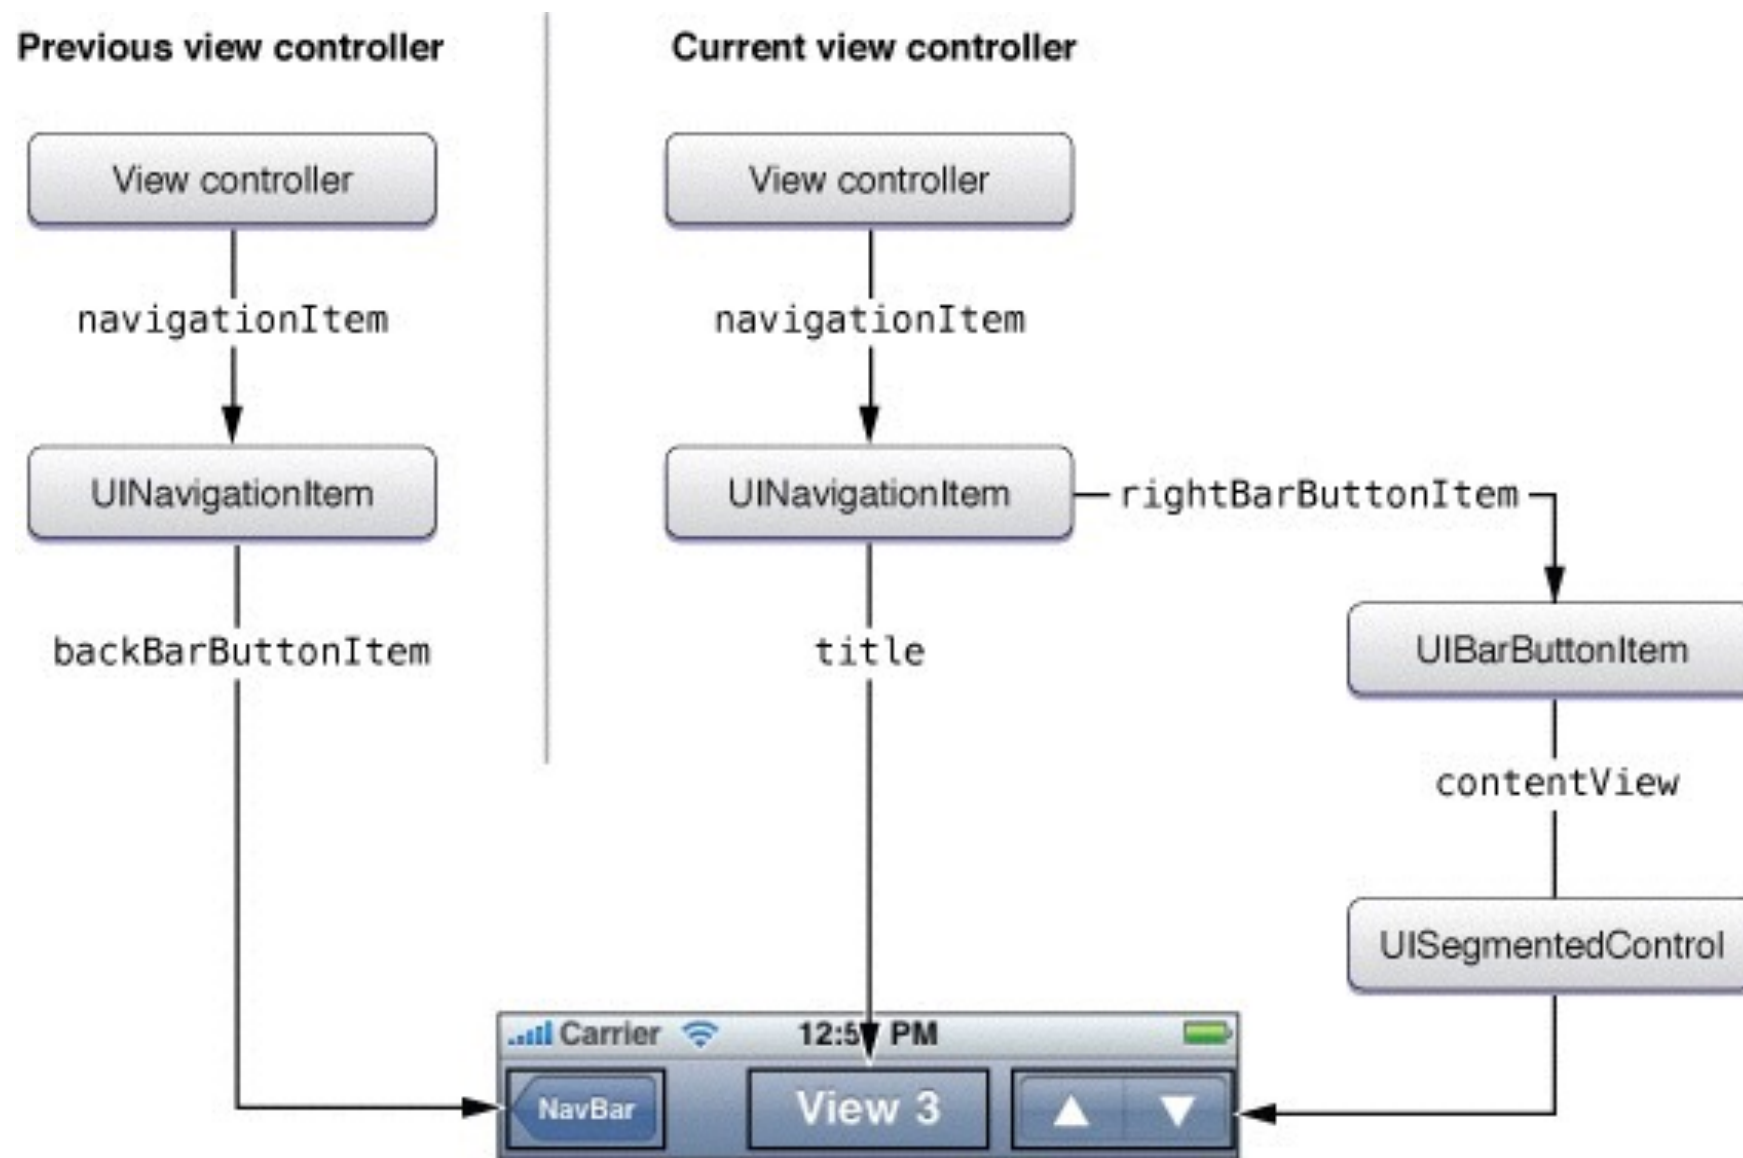 Previous view controller
Current view controller
View controller
View controller
navigationItem
navigationItem
UINavigationItem
UINavigationItem
rightBarButtonItem
backBarButtonItem
title
UIBarButtonItem
contentView
UISegmentedControl
Carrier
PM
NavBar
View 3